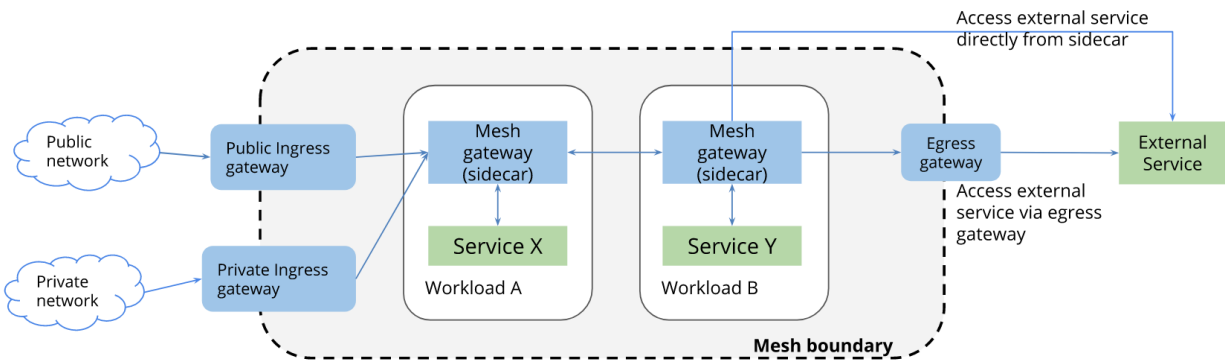 Access external service
directly from sidecar
Public
network
Public Ingress
gateway
Mesh
gateway
(sidecar)
Mesh
gateway
(sidecar)
Egress
gateway
External
Service
Access external
service via egress
gateway
Private
network
Private Ingress
gateway
Service X
Service Y
Workload A
Workload B
Mesh boundary